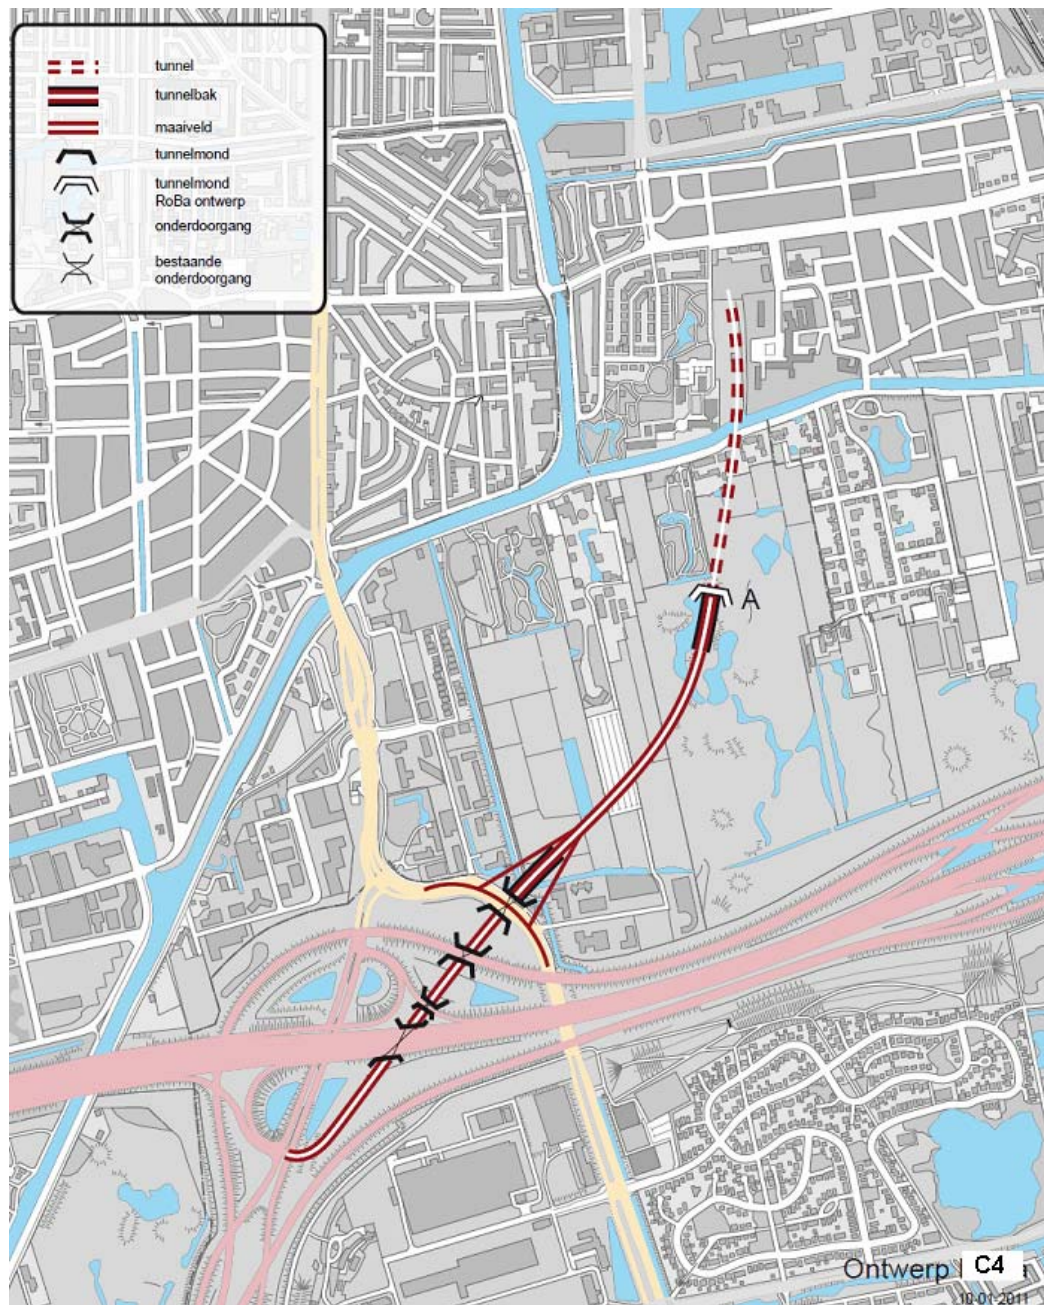 tunnel
tunnelbak
maaiveld
tunnelmond
tunnelmond
RoBa ontwerp
onderdoorgang
bestaande
onderdoorgang
A
Ontwerp C4
10-01-2011